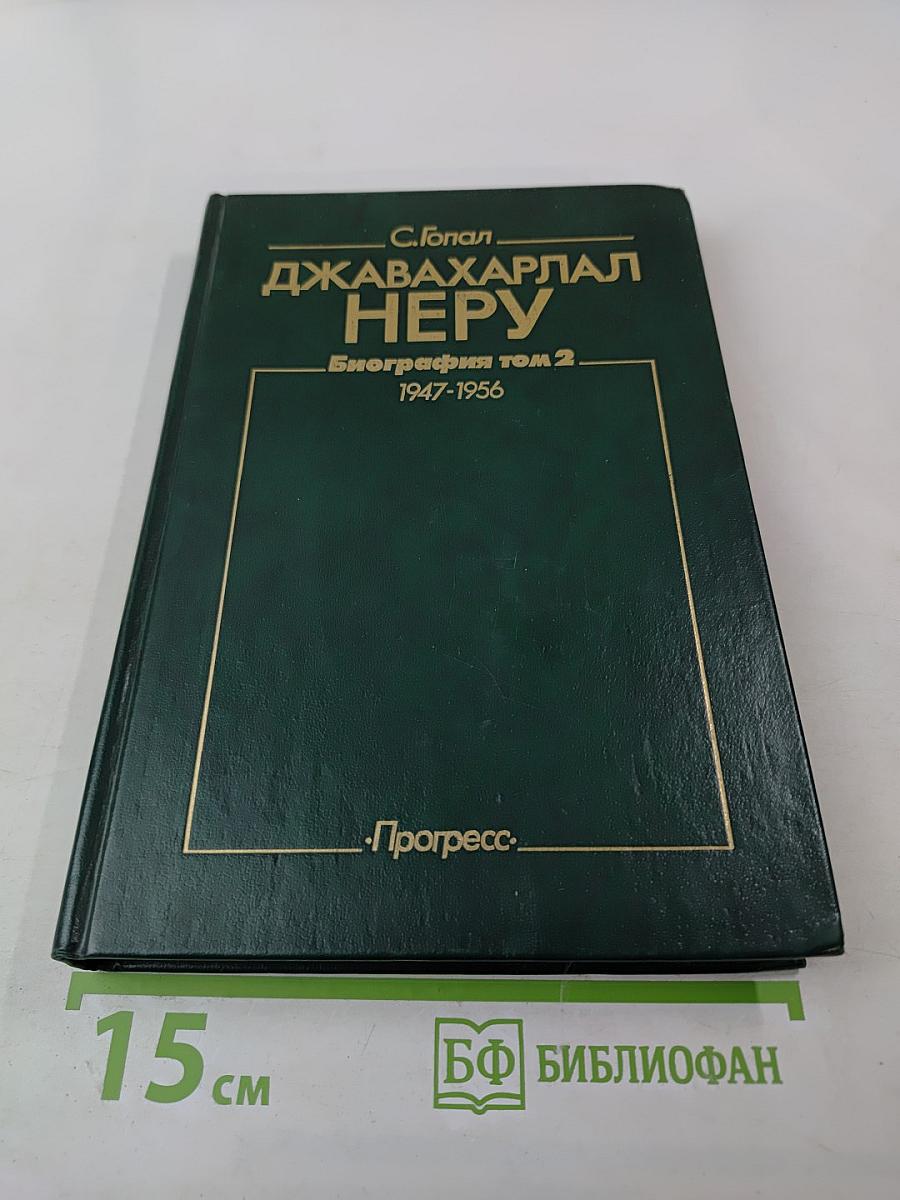 С.Гопал
ДЖАВАХАРЛАЛ
НЕРУ
Биография том 2
1947-1956
·Прогресс·
15 см
БФ БИБЛИОФАН